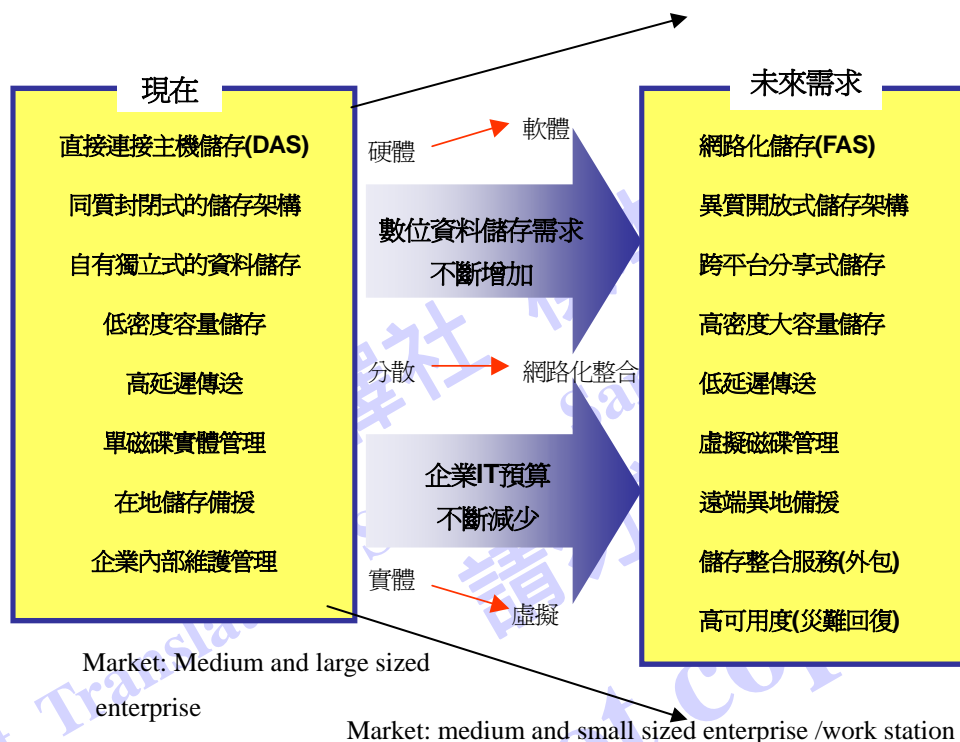 現在
直接連接主機儲存(DAS)
同質封閉式的儲存架構
自有獨立式的資料儲存
低密度容量儲存
高延遲傳送
單磁碟實體管理
在地儲存備援
企業內部維護管理
硬體
軟體
數位資料儲存需求
不斷增加
分散
網路化整合
企業IT預算
不斷減少
實體
虛擬
未來需求
網路化儲存(FAS)
異質開放式儲存架構
跨平台分享式儲存
高密度大容量儲存
低延遲傳送
虛擬磁碟管理
遠端異地備援
儲存整合服務(外包)
高可用度(災難回復)
Market: Medium and large sized
enterprise
Market: medium and small sized enterprise /work station